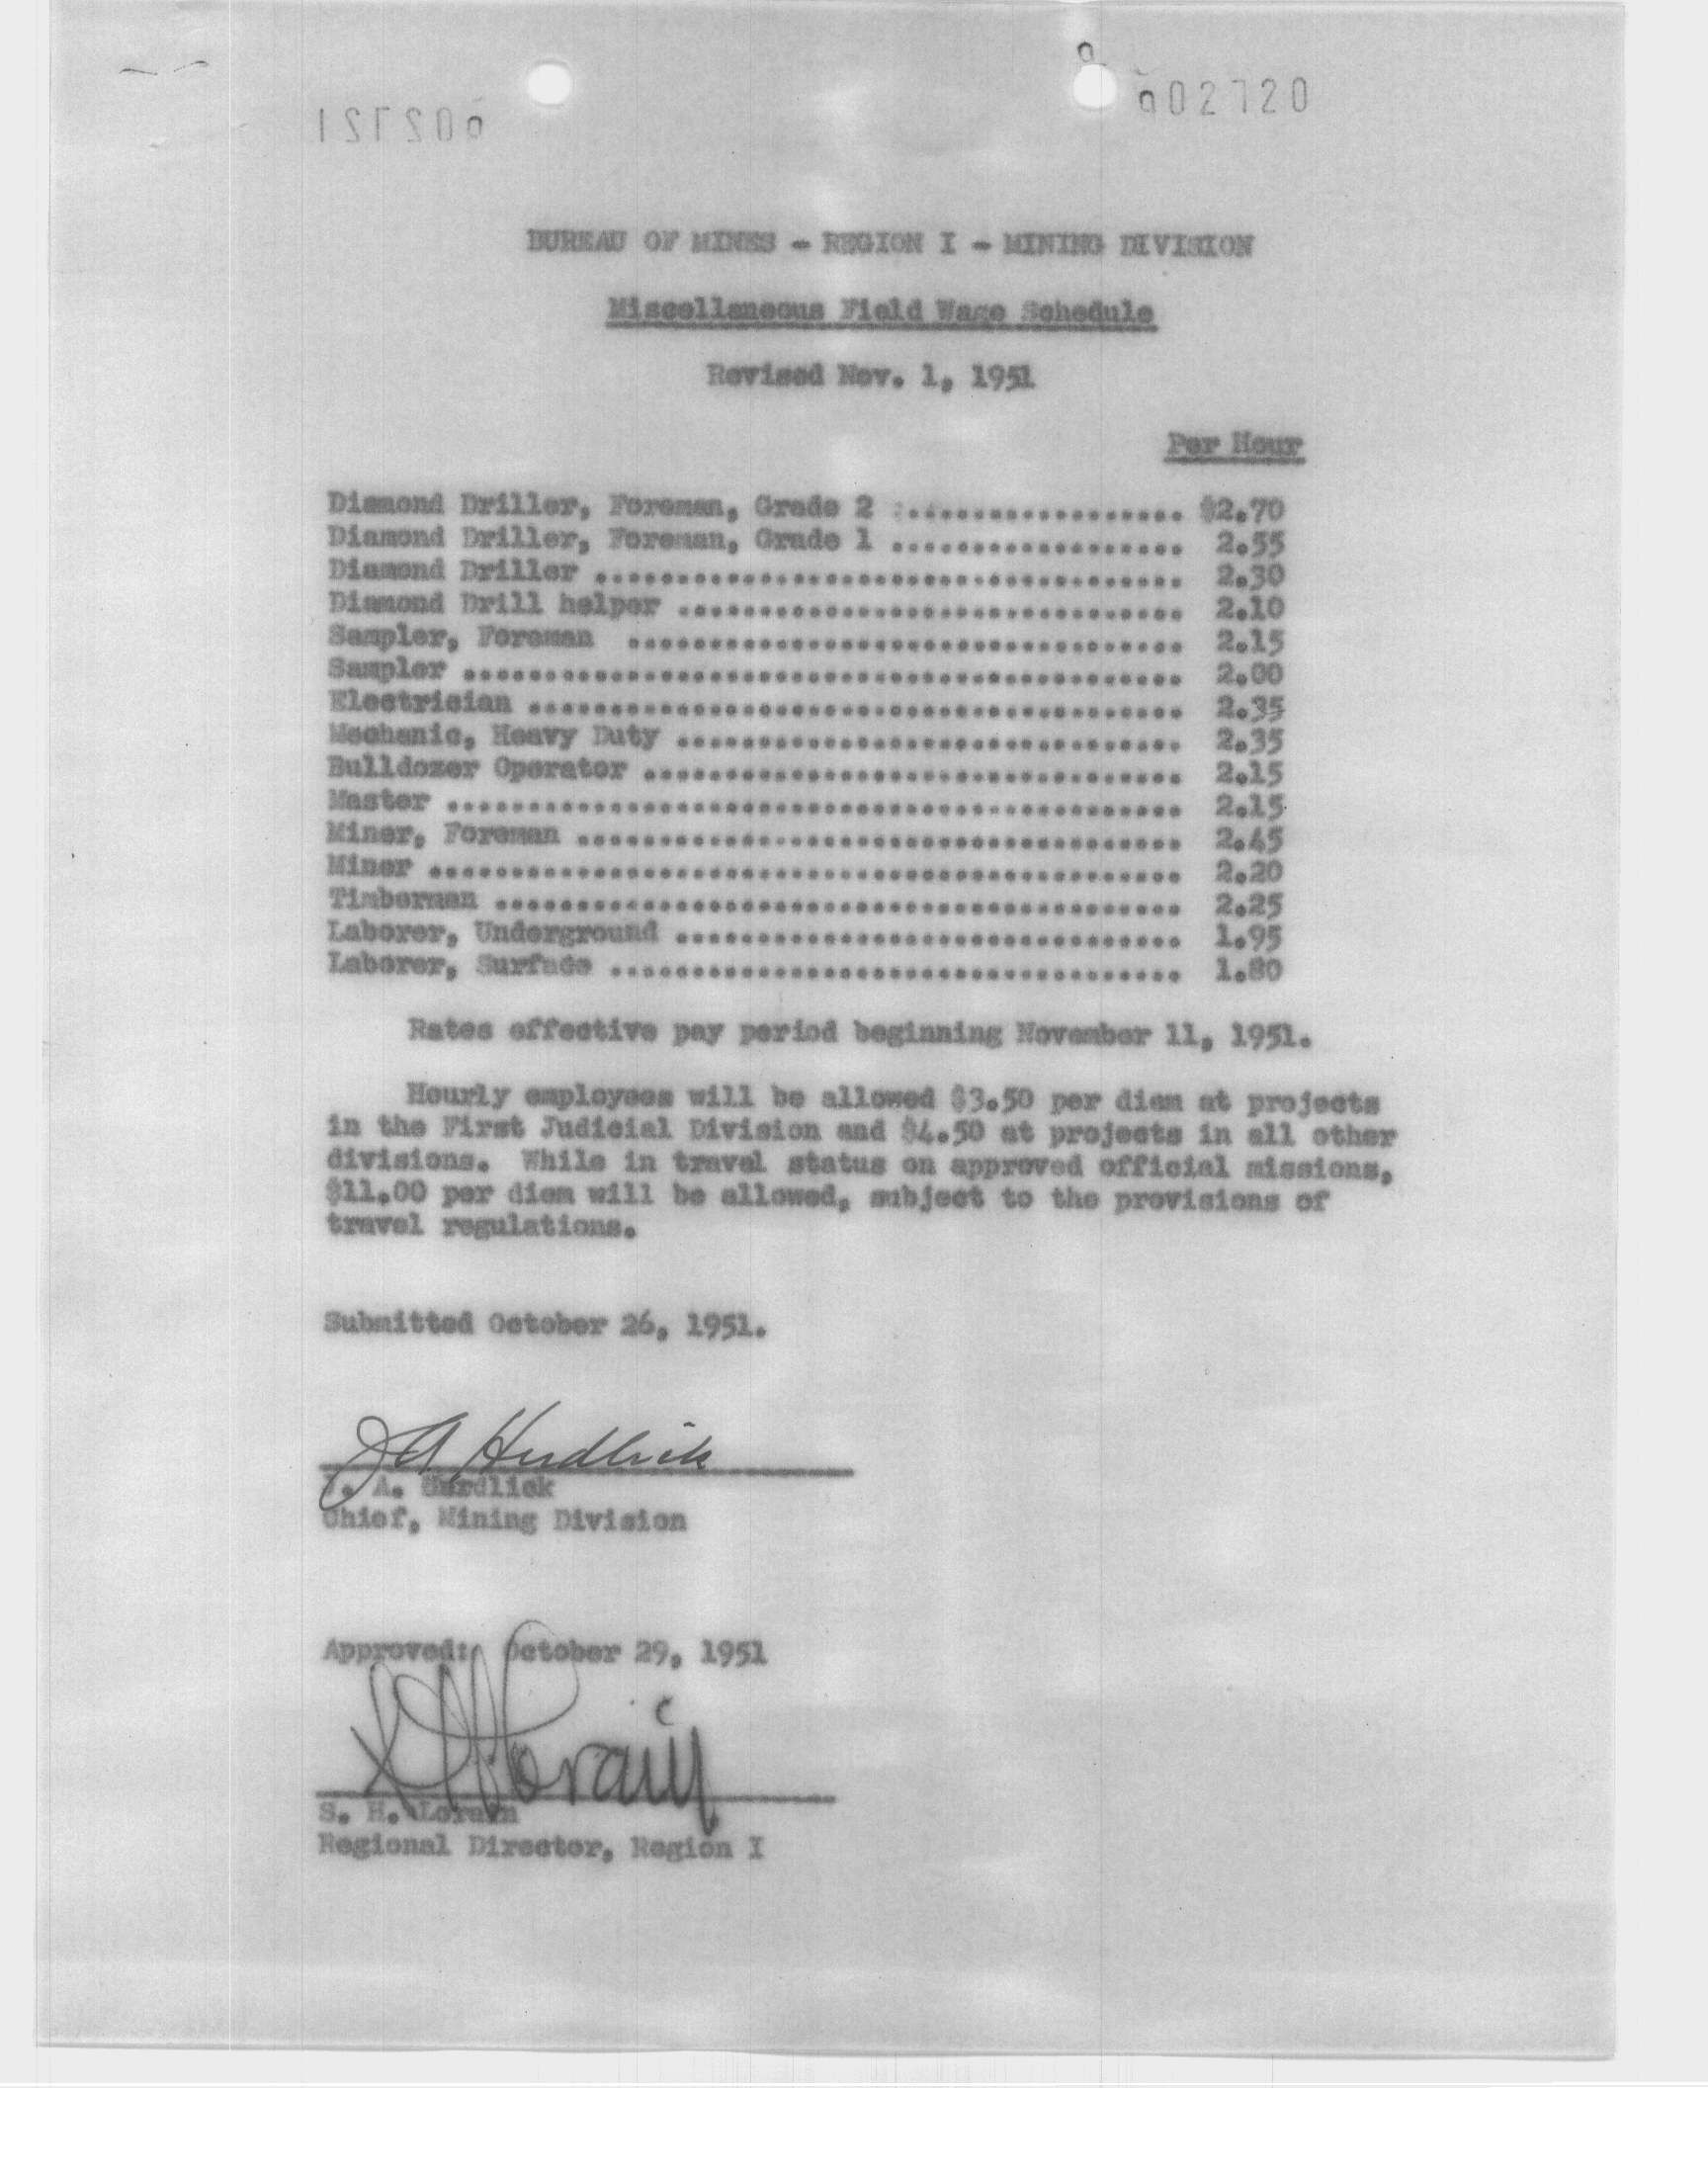 002720
BUREAU OF MINES - REGION I - MINING DIVISION
Miscellaneous Field Wage Schedule
Revised Nov. 1, 1951
Per Hour
Diamond Driller, Foreman, Grade 2 .................. $2.70
Diamond Driller, Foreman, Grade 1 .................. 2.55
Diamond Driller .................................... 2.30
Diamond Drill helper ............................... 2.10
Sampler, Foreman .................................. 2.15
Sampler ............................................ 2.00
Electrician ........................................ 2.35
Mechanic, Heavy Duty ............................... 2.35
Bulldozer Operator ................................. 2.15
Master ............................................. 2.15
Miner, Foreman ..................................... 2.45
Miner .............................................. 2.20
Timberman .......................................... 2.25
Laborer, Underground ............................... 1.95
Laborer, Surface ................................... 1.80
Rates effective pay period beginning November 11, 1951.
Hourly employees will be allowed $3.50 per diem at projects
in the First Judicial Division and $4.50 at projects in all other
divisions. While in travel status on approved official missions,
$11.00 per diem will be allowed, subject to the provisions of
travel regulations.
Submitted October 26, 1951.
J A Herdlick
J. A. Herdlick
Chief, Mining Division
Approved: October 29, 1951
S H Lorain
S. H. Lorain
Regional Director, Region I